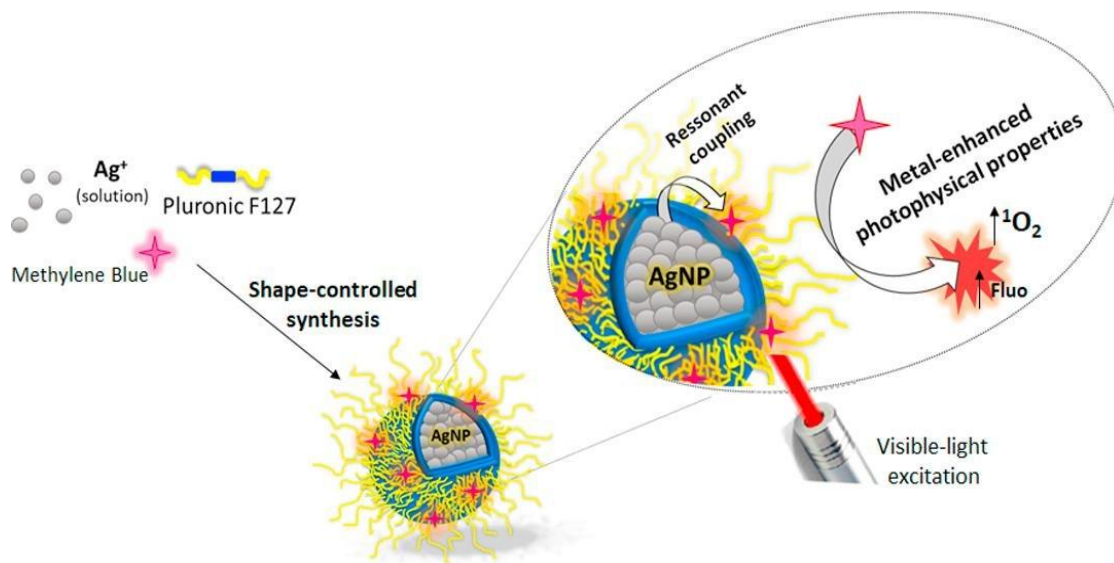 Ag⁺
(solution)
Pluronic F127
Methylene Blue
Shape-controlled
synthesis
AgNP
Ressonant
coupling
AgNP
Metal-enhanced
photophysical properties
↑ ¹O₂
↑ Fluo
Visible-light
excitation